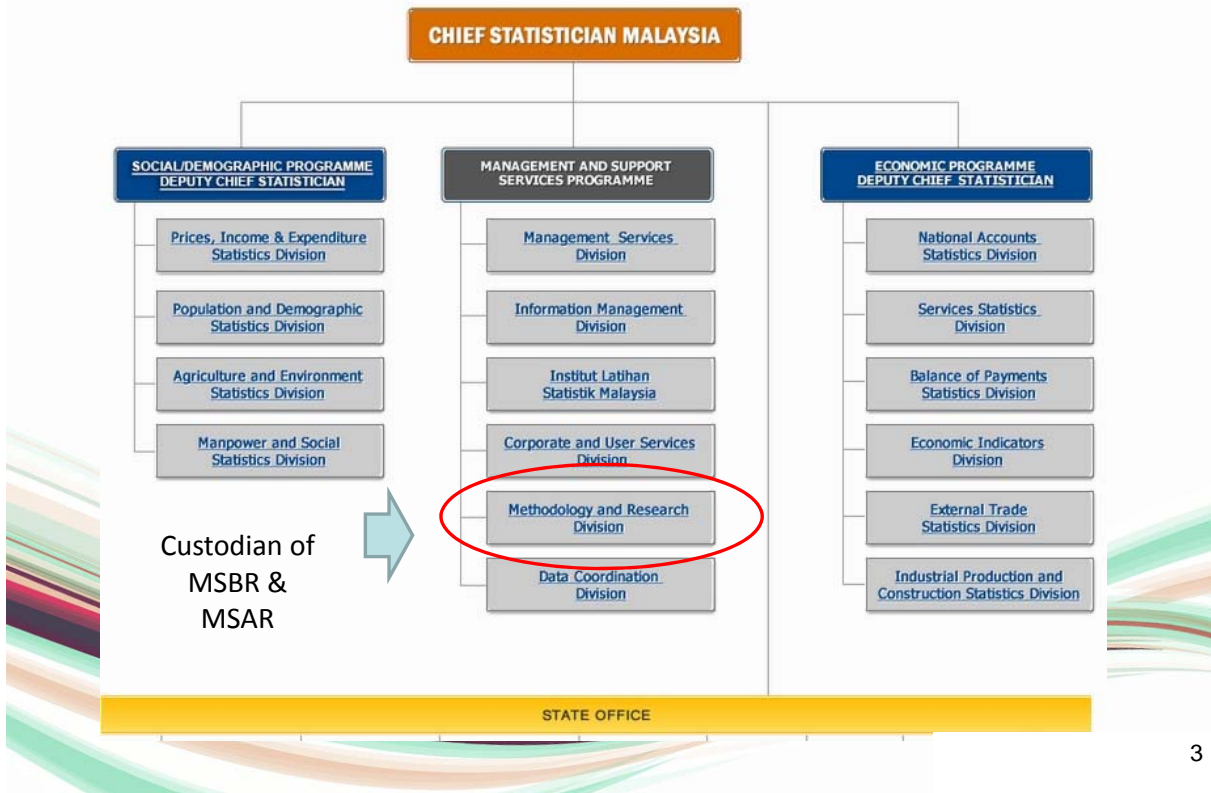 CHIEF STATISTICIAN MALAYSIA
SOCIAL/DEMOGRAPHIC PROGRAMME
DEPUTY CHIEF STATISTICIAN
Prices, Income & Expenditure
Statistics Division
Population and Demographic
Statistics Division
Agriculture and Environment
Statistics Division
Manpower and Social
Statistics Division
MANAGEMENT AND SUPPORT
SERVICES PROGRAMME
Management Services
Division
Information Management
Division
Institut Latihan
Statistik Malaysia
Corporate and User Services
Division
Methodology and Research
Division
Data Coordination
Division
ECONOMIC PROGRAMME
DEPUTY CHIEF STATISTICIAN
National Accounts
Statistics Division
Services Statistics
Division
Balance of Payments
Statistics Division
Economic Indicators
Division
External Trade
Statistics Division
Industrial Production and
Construction Statistics Division
Custodian of
MSBR &
MSAR
STATE OFFICE
3